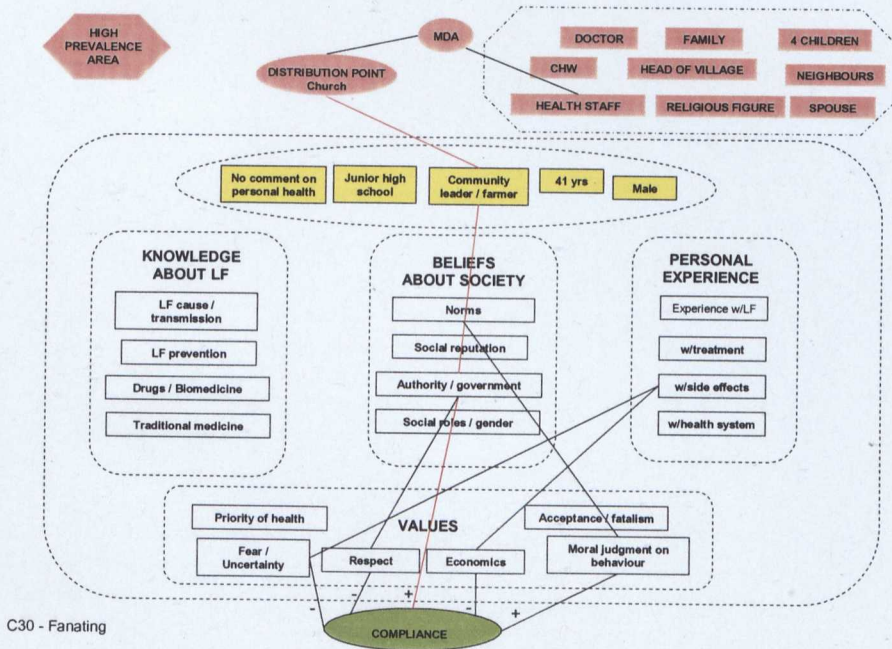 HIGH
PREVALENCE
AREA
MDA
DISTRIBUTION POINT
Church
DOCTOR
FAMILY
4 CHILDREN
CHW
HEAD OF VILLAGE
NEIGHBOURS
HEALTH STAFF
RELIGIOUS FIGURE
SPOUSE
No comment on
personal health
Junior high
school
Community
leader / farmer
41 yrs
Male
KNOWLEDGE
ABOUT LF
LF cause /
transmission
LF prevention
Drugs / Biomedicine
Traditional medicine
BELIEFS
ABOUT SOCIETY
Norms
Social reputation
Authority / government
Social roles / gender
PERSONAL
EXPERIENCE
Experience w/LF
w/treatment
w/side effects
w/health system
Priority of health
VALUES
Acceptance / fatalism
Fear /
Uncertainty
Respect
Economics
Moral judgment on
behaviour
-
-
+
-
+
COMPLIANCE
C30 - Fanating